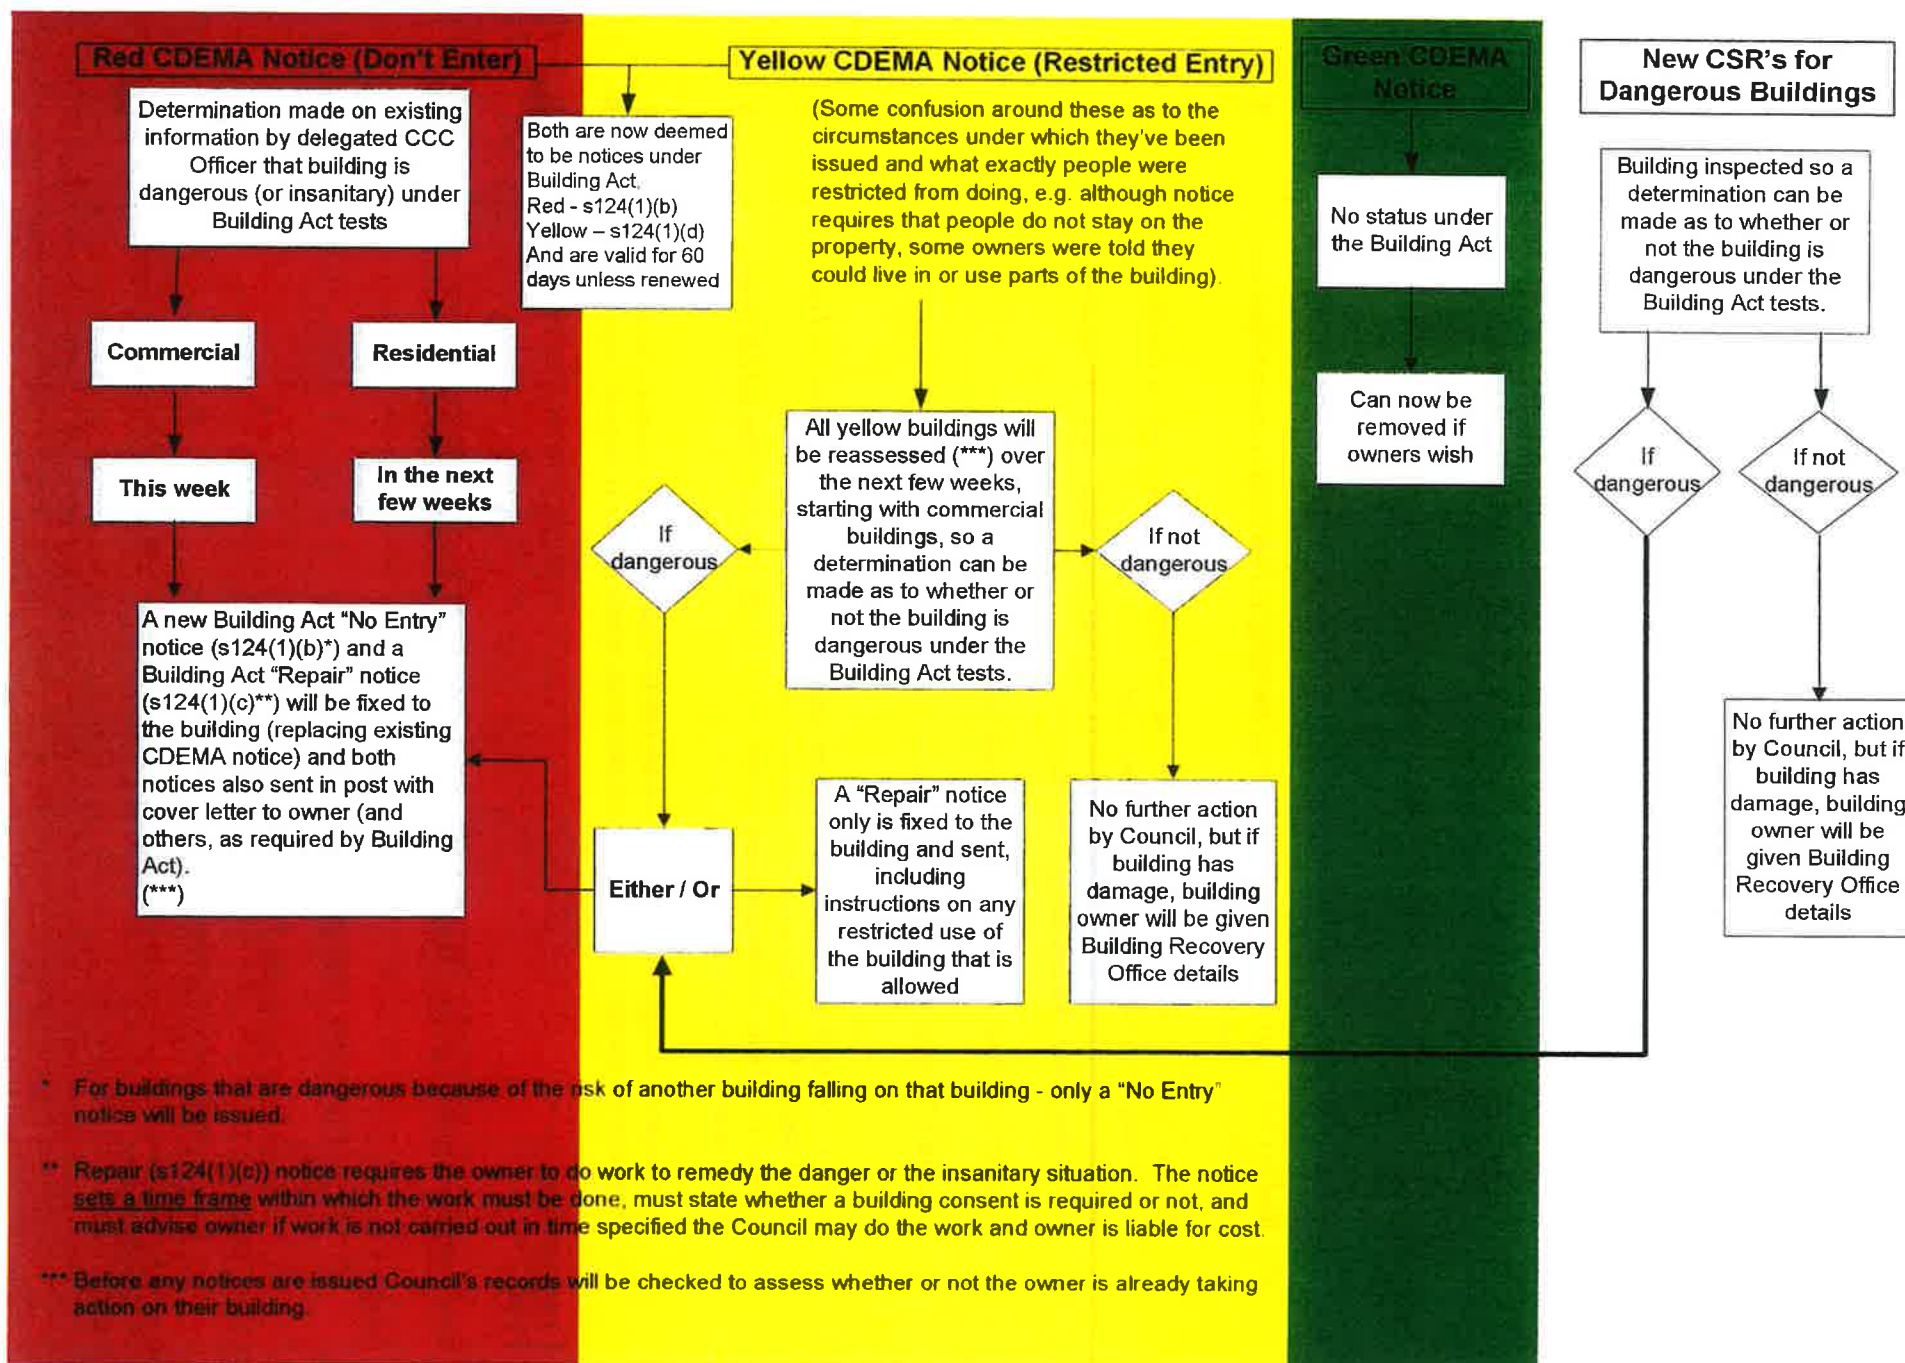 Red CDEMA Notice (Don't Enter)
Determination made on existing
information by delegated CCC
Officer that building is
dangerous (or insanitary) under
Building Act tests
Commercial
Residential
This week
In the next
few weeks
A new Building Act “No Entry”
notice (s124(1)(b)*) and a
Building Act “Repair” notice
(s124(1)(c)**) will be fixed to
the building (replacing existing
CDEMA notice) and both
notices also sent in post with
cover letter to owner (and
others, as required by Building
Act).
(***)
Both are now deemed
to be notices under
Building Act,
Red - s124(1)(b)
Yellow – s124(1)(d)
And are valid for 60
days unless renewed
Yellow CDEMA Notice (Restricted Entry)
(Some confusion around these as to the
circumstances under which they've been
issued and what exactly people were
restricted from doing, e.g. although notice
requires that people do not stay on the
property, some owners were told they
could live in or use parts of the building).
All yellow buildings will
be reassessed (***) over
the next few weeks,
starting with commercial
buildings, so a
determination can be
made as to whether or
not the building is
dangerous under the
Building Act tests.
If
dangerous
If not
dangerous
Either / Or
A “Repair” notice
only is fixed to the
building and sent,
including
instructions on any
restricted use of
the building that is
allowed
No further action
by Council, but if
building has
damage, building
owner will be given
Building Recovery
Office details
Green CDEMA
Notice
No status under
the Building Act
Can now be
removed if
owners wish
New CSR's for
Dangerous Buildings
Building inspected so a
determination can be
made as to whether or
not the building is
dangerous under the
Building Act tests.
If
dangerous
If not
dangerous
No further action
by Council, but if
building has
damage, building
owner will be
given Building
Recovery Office
details
* For buildings that are dangerous because of the risk of another building falling on that building - only a “No Entry”
notice will be issued.
** Repair (s124(1)(c)) notice requires the owner to do work to remedy the danger or the insanitary situation. The notice
sets a time frame within which the work must be done, must state whether a building consent is required or not, and
must advise owner if work is not carried out in time specified the Council may do the work and owner is liable for cost.
*** Before any notices are issued Council's records will be checked to assess whether or not the owner is already taking
action on their building.